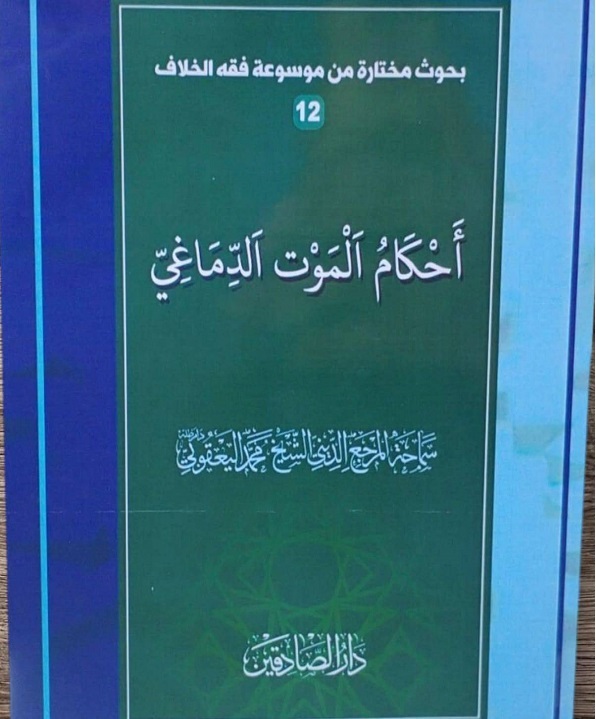 بحوث مختارة من موسوعة فقه الخلاف
12
أَحْكَامُ اَلْمَوْت اَلدِّمَاغِيّ
سماحة المرجع الديني الشيخ محمد اليعقوبي
دار الصادقين